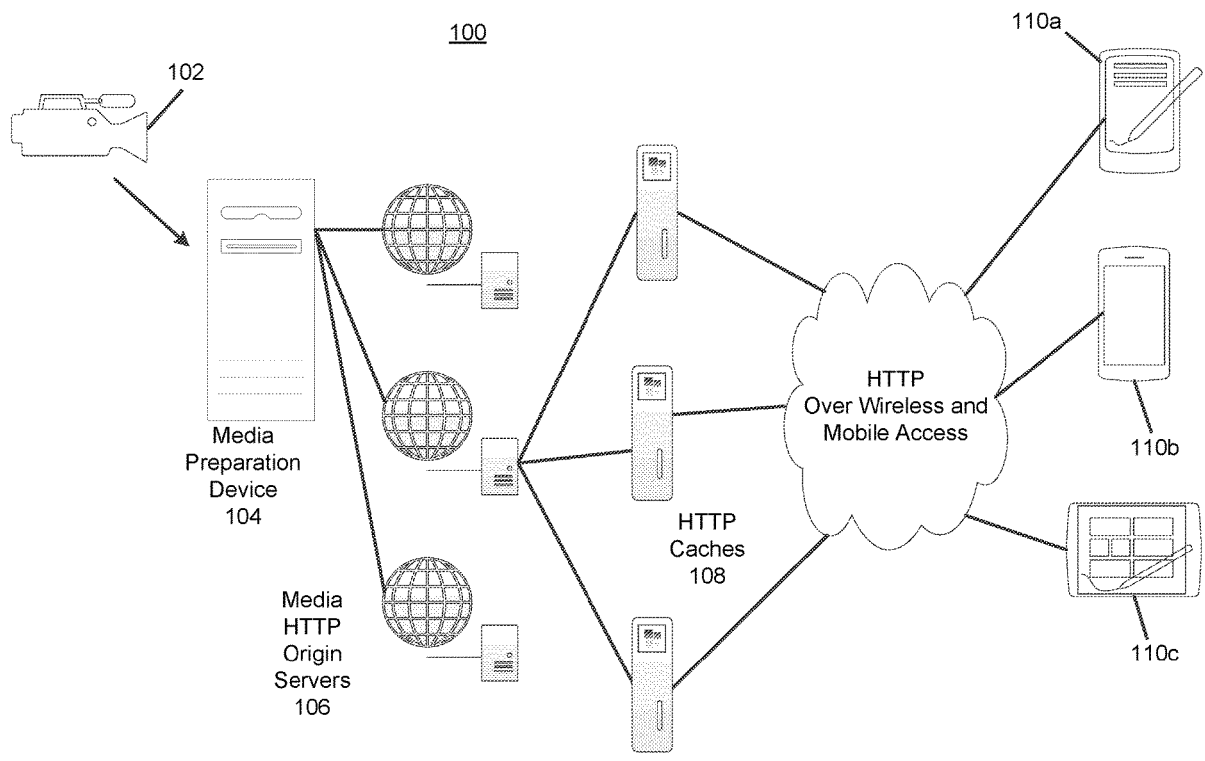 100
102
110a
HTTP
Over Wireless and
Mobile Access
110b
Media
Preparation
Device
104
HTTP
Caches
108
Media
HTTP
Origin
Servers
106
110c